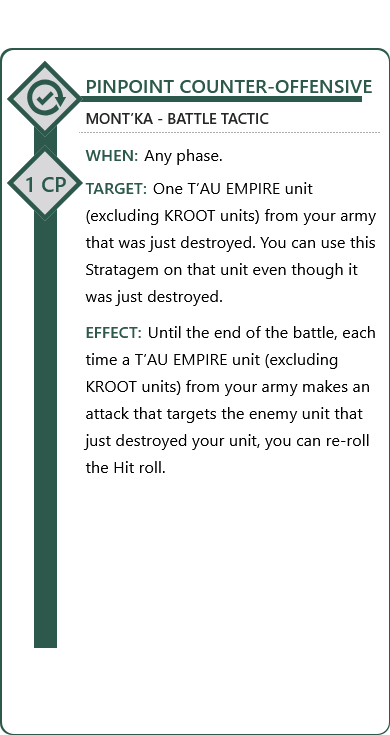 PINPOINT COUNTER-OFFENSIVE
MONT'KA - BATTLE TACTIC
WHEN: Any phase.
1 CP
TARGET: One T'AU EMPIRE unit
(excluding KROOT units) from your army
that was just destroyed. You can use this
Stratagem on that unit even though it
was just destroyed.
EFFECT: Until the end of the battle, each
time a T'AU EMPIRE unit (excluding
KROOT units) from your army makes an
attack that targets the enemy unit that
just destroyed your unit, you can re-roll
the Hit roll.